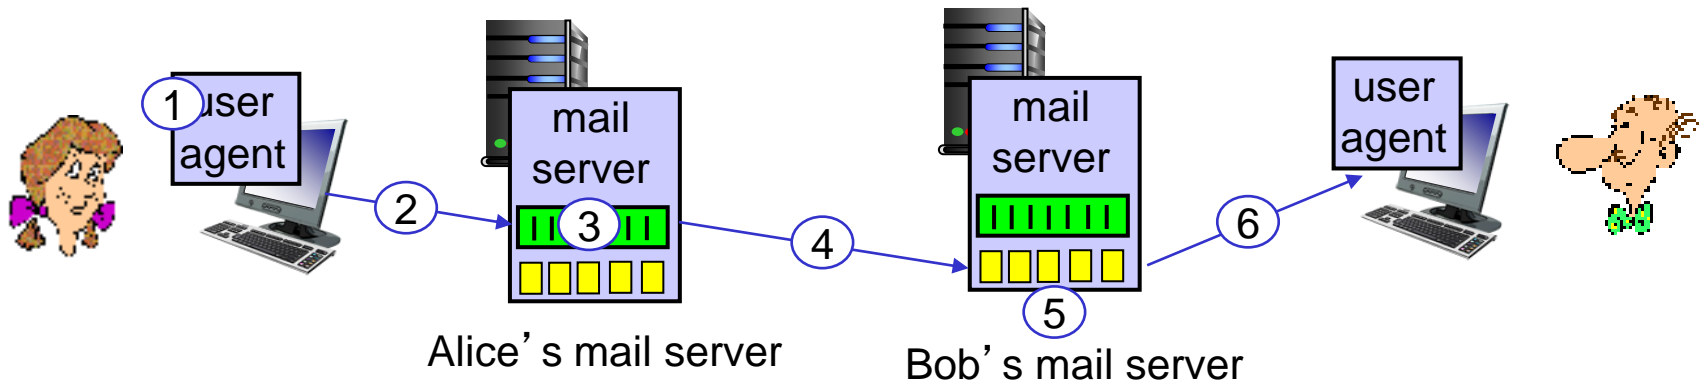 1 user
agent
2
mail
server
3
Alice’s mail server
4
mail
server
5
Bob’s mail server
6
user
agent